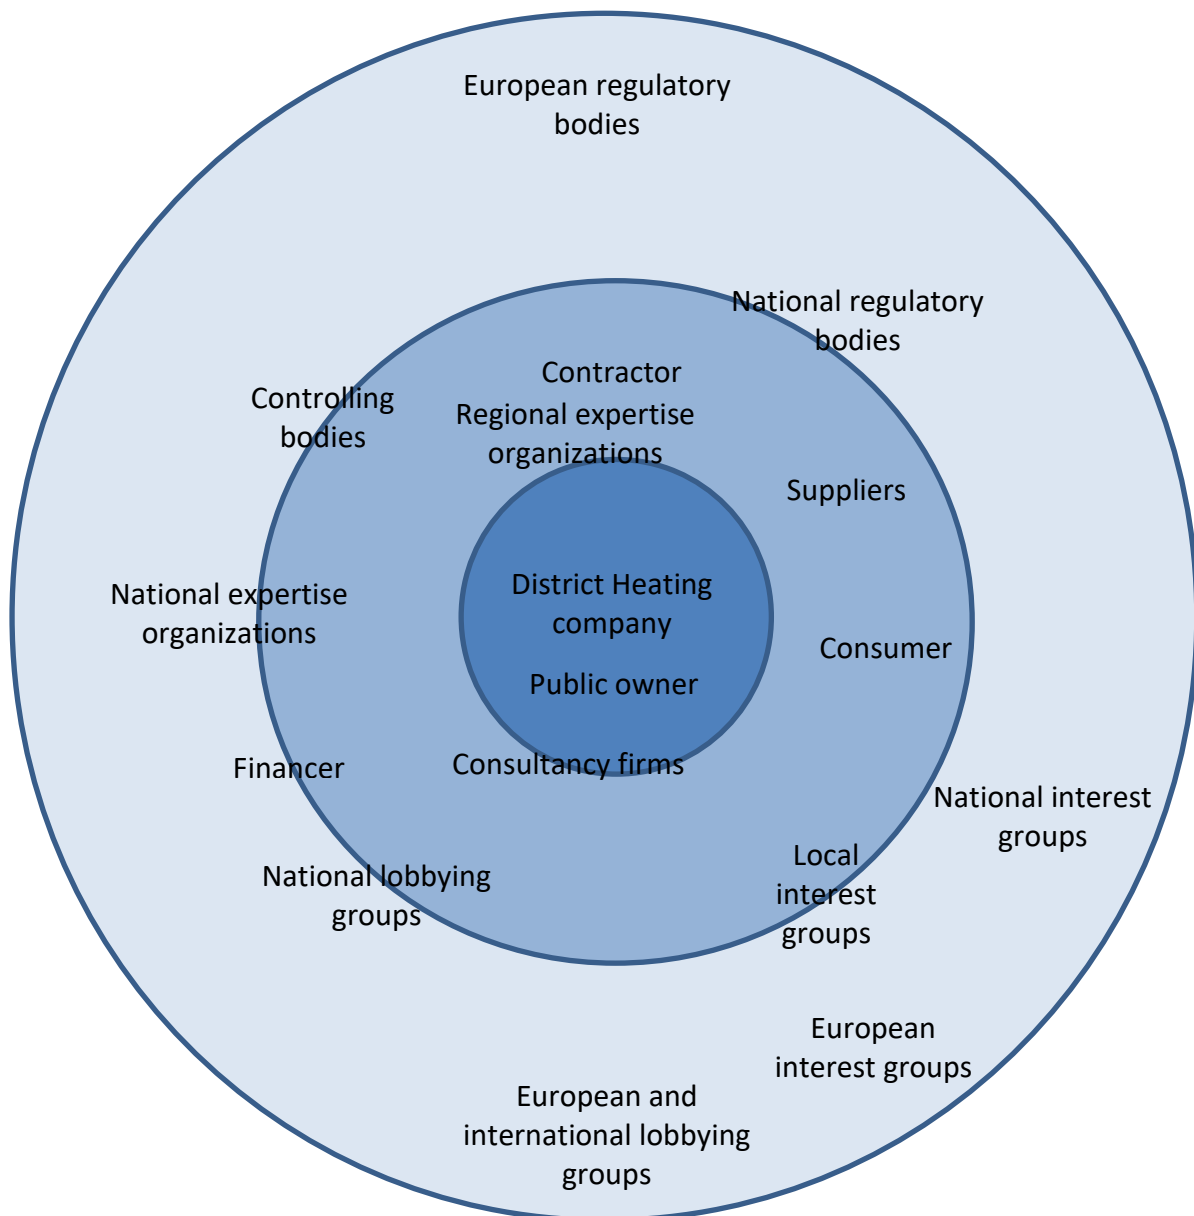 European regulatory
bodies
National regulatory
bodies
Contractor
Controlling
bodies
Regional expertise
organizations
Suppliers
District Heating
company
National expertise
organizations
Consumer
Public owner
Financer
Consultancy firms
National interest
groups
Local
interest
groups
National lobbying
groups
European
interest groups
European and
international lobbying
groups